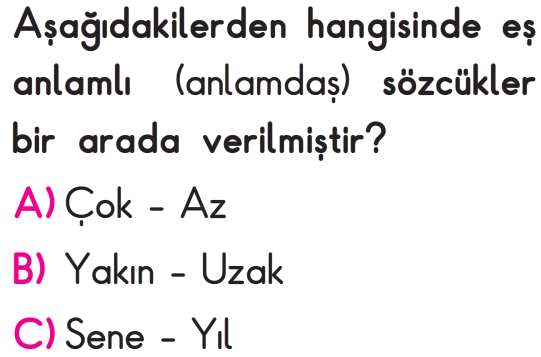 Aşağıdakilerden hangisinde eş
anlamlı (anlamdaş) sözcükler
bir arada verilmiştir?
A) Çok - Az
B) Yakın - Uzak
C) Sene - Yıl